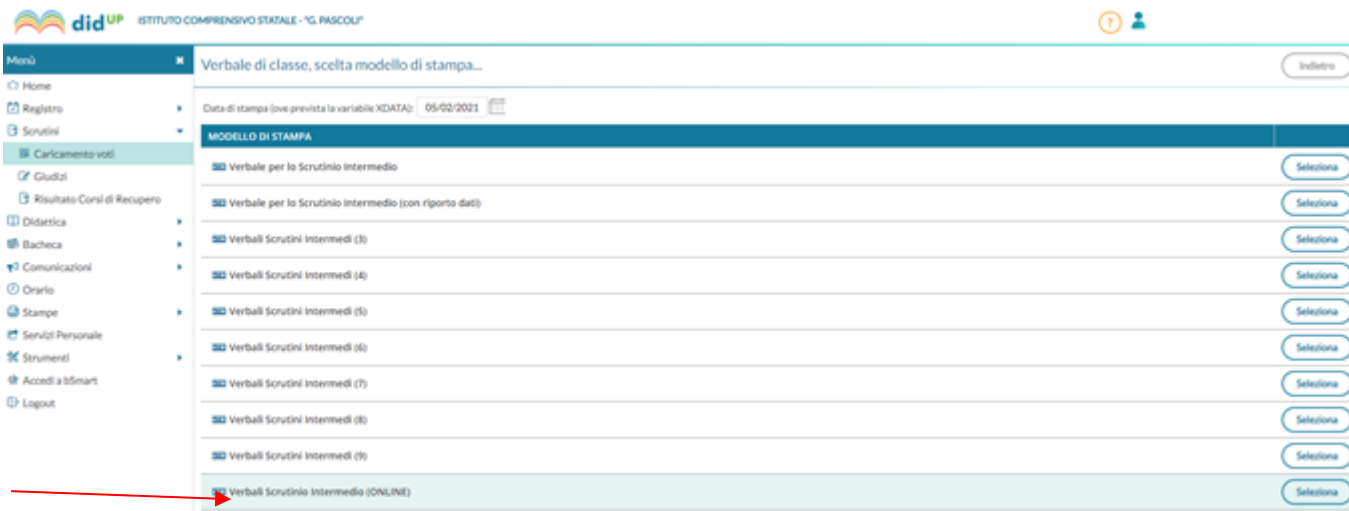 didUP ISTITUTO COMPRENSIVO STATALE - "G. PASCOLI" ?
Menù
Home
Registro
Scrutini
Caricamento voti
Giudizi
Risultato Corsi di Recupero
Didattica
Bacheca
Comunicazioni
Orario
Stampe
Servizi Personale
Strumenti
Accedi a bSmart
Logout
Verbale di classe, scelta modello di stampa...
Indietro
Data di stampa (ove prevista la variabile XDATA): 05/02/2021
MODELLO DI STAMPA
Verbale per lo Scrutinio Intermedio Seleziona
Verbale per lo Scrutinio Intermedio (con riporto dati) Seleziona
Verbali Scrutini Intermedi (3) Seleziona
Verbali Scrutini Intermedi (4) Seleziona
Verbali Scrutini Intermedi (5) Seleziona
Verbali Scrutini Intermedi (6) Seleziona
Verbali Scrutini Intermedi (7) Seleziona
Verbali Scrutini Intermedi (8) Seleziona
Verbali Scrutini Intermedi (9) Seleziona
Verbali Scrutinio Intermedio (ONLINE) Seleziona